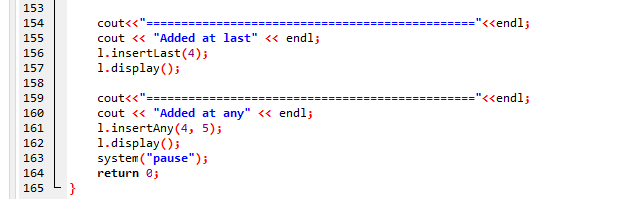 153
154 cout<<"==============================================="<<endl;
155 cout << "Added at last" << endl;
156 l.insertLast(4);
157 l.display();
158
159 cout<<"==============================================="<<endl;
160 cout << "Added at any" << endl;
161 l.insertAny(4, 5);
162 l.display();
163 system("pause");
164 return 0;
165 }